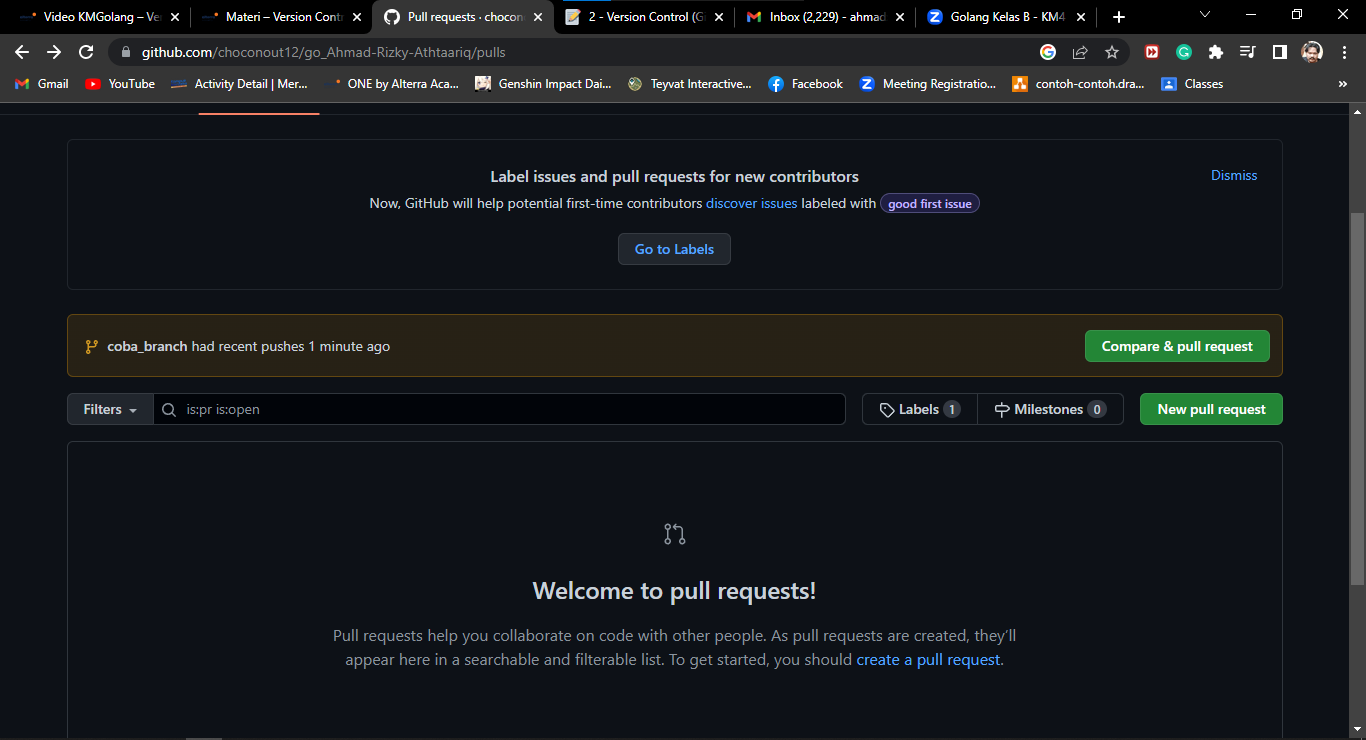 Video KMGolang – Ve
Materi – Version Cont
Pull requests · chocon
2 - Version Control (G
Inbox (2,229) - ahmad
Golang Kelas B - KM4
github.com/choconout12/go_Ahmad-Rizky-Athtaariq/pulls
Gmail
YouTube
Activity Detail | Mer...
ONE by Alterra Aca...
Genshin Impact Dai...
Teyvat Interactive...
Facebook
Meeting Registratio...
contoh-contoh.dra...
Classes
Label issues and pull requests for new contributors
Dismiss
Now, GitHub will help potential first-time contributors discover issues labeled with good first issue
Go to Labels
coba_branch had recent pushes 1 minute ago
Compare & pull request
Filters
is:pr is:open
Labels 1
Milestones 0
New pull request
Welcome to pull requests!
Pull requests help you collaborate on code with other people. As pull requests are created, they’ll
appear here in a searchable and filterable list. To get started, you should create a pull request.